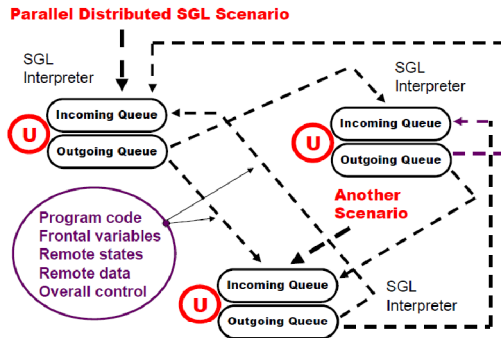 Parallel Distributed SGL Scenario
SGL
Interpreter
Incoming Queue
U
Outgoing Queue
SGL
Interpreter
Incoming Queue
U
Outgoing Queue
Program code
Frontal variables
Remote states
Remote data
Overall control
Another
Scenario
Incoming Queue
U
Outgoing Queue
SGL
Interpreter